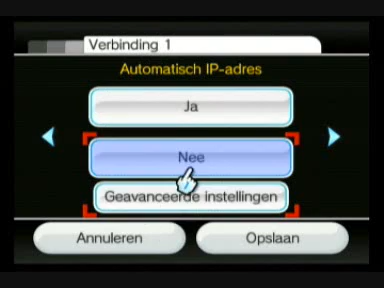 Verbinding 1
Automatisch IP-adres
Ja
Nee
Geavanceerde instellingen
Annuleren
Opslaan